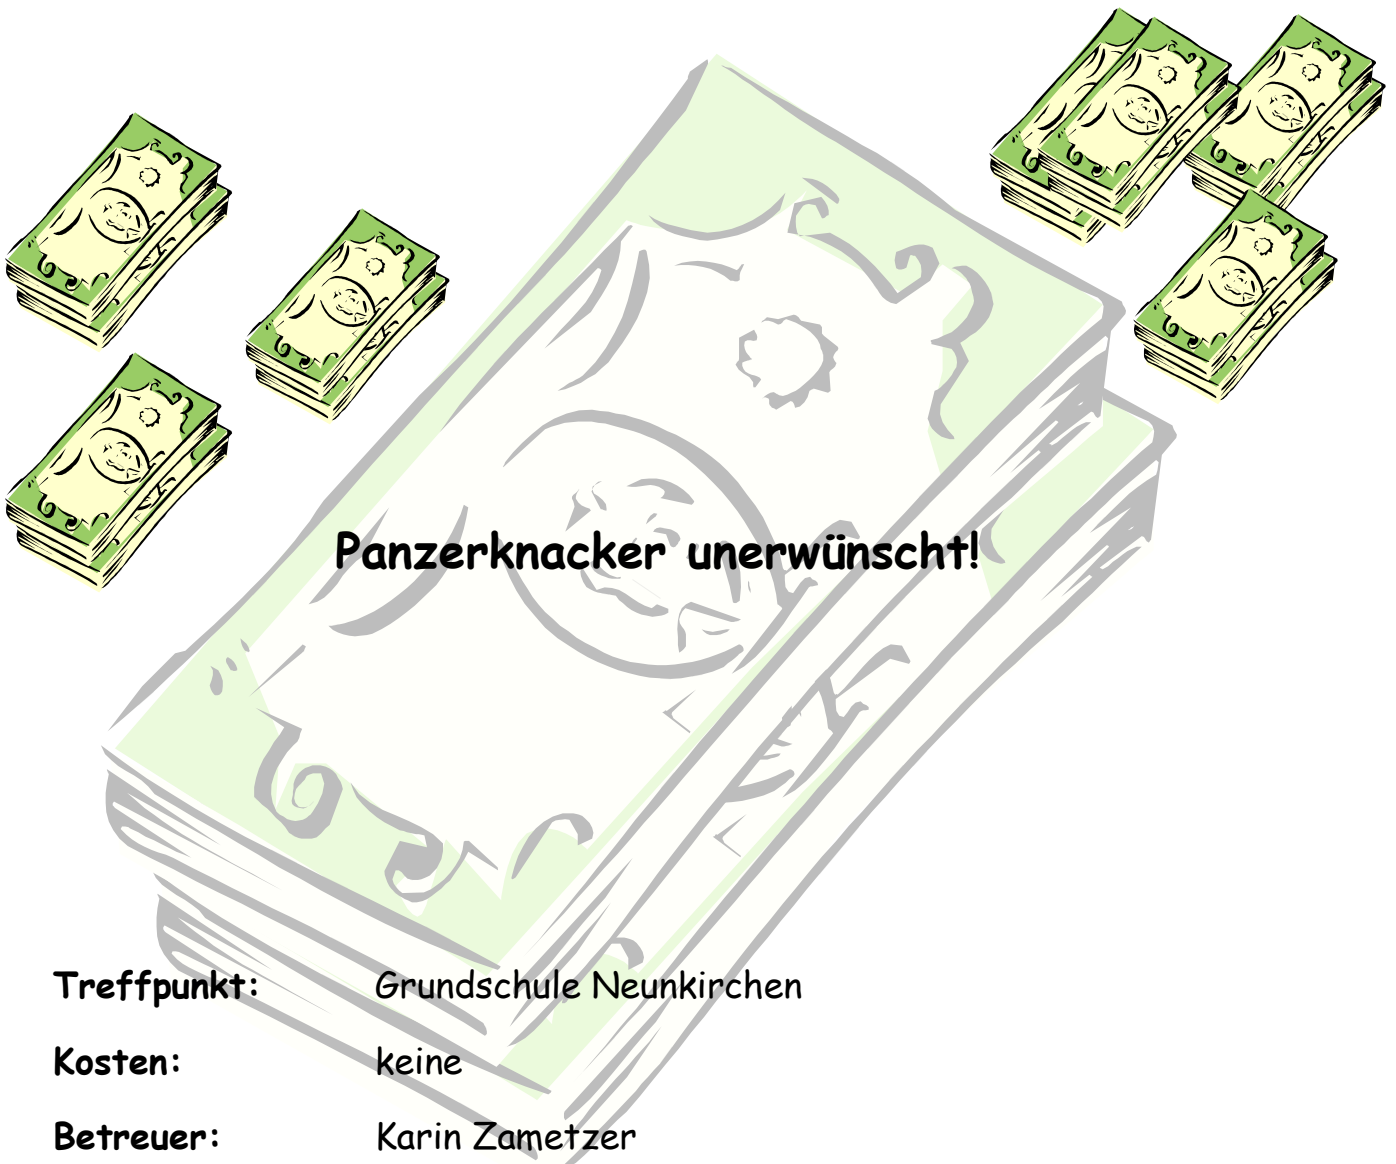 Panzerknacker unerwünscht!
Treffpunkt: Grundschule Neunkirchen
Kosten: keine
Betreuer: Karin Zametzer